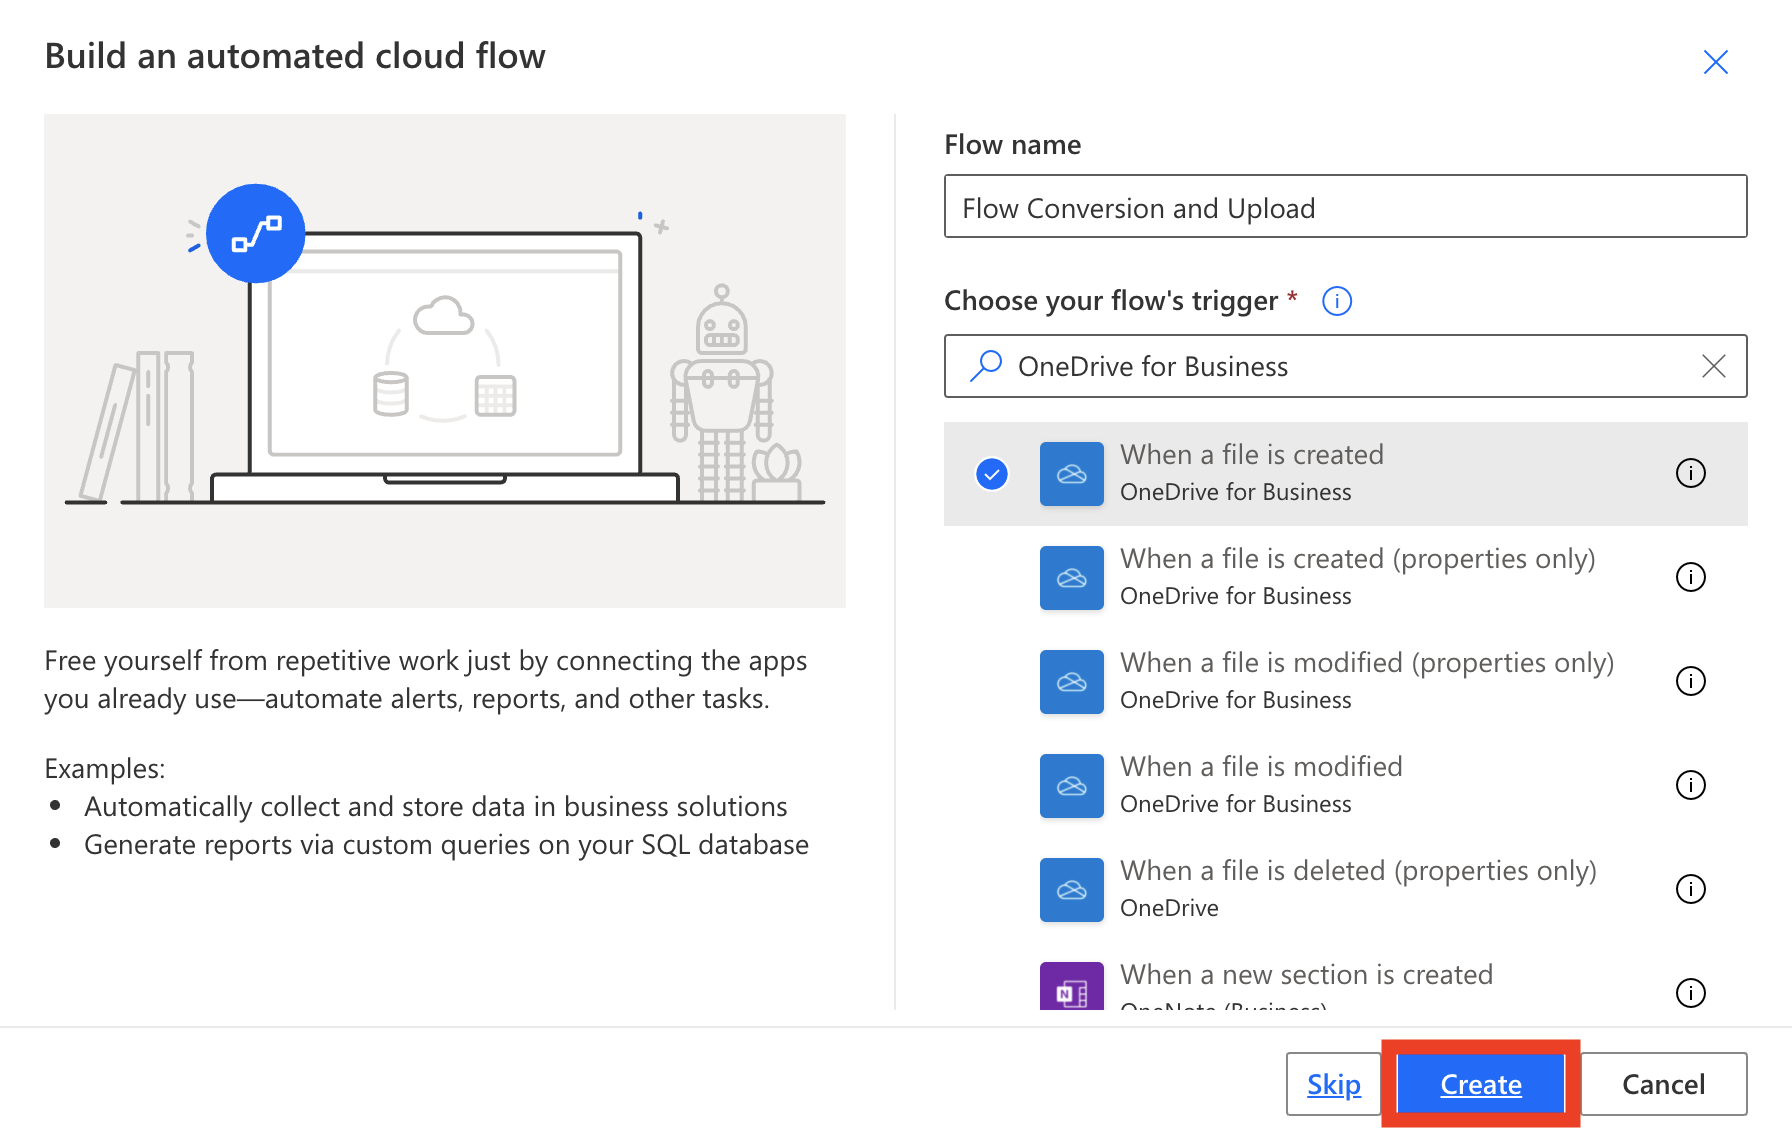 Build an automated cloud flow
Free yourself from repetitive work just by connecting the apps
you already use—automate alerts, reports, and other tasks.
Examples:
• Automatically collect and store data in business solutions
• Generate reports via custom queries on your SQL database
Flow name
Flow Conversion and Upload
Choose your flow's trigger *
OneDrive for Business
When a file is created
OneDrive for Business
When a file is created (properties only)
OneDrive for Business
When a file is modified (properties only)
OneDrive for Business
When a file is modified
OneDrive for Business
When a file is deleted (properties only)
OneDrive
When a new section is created
OneNote (Business)
Skip
Create
Cancel